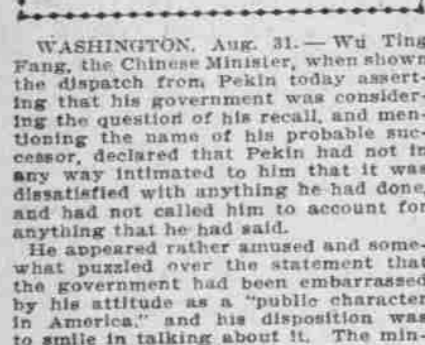 WASHINGTON, Aug. 31.—Wu Ting
Fang, the Chinese Minister, when shown
the dispatch from Pekin today assert-
ing that his government was consider-
ing the question of his recall, and men-
tioning the name of his probable suc-
cessor, declared that Pekin had not in
any way intimated to him that it was
dissatisfied with anything he had done,
and had not called him to account for
anything that he had said.
He appeared rather amused and some-
what puzzled over the statement that
the government had been embarrassed
by his attitude as a "public character
in America," and his disposition was
to smile in talking about it. The min-